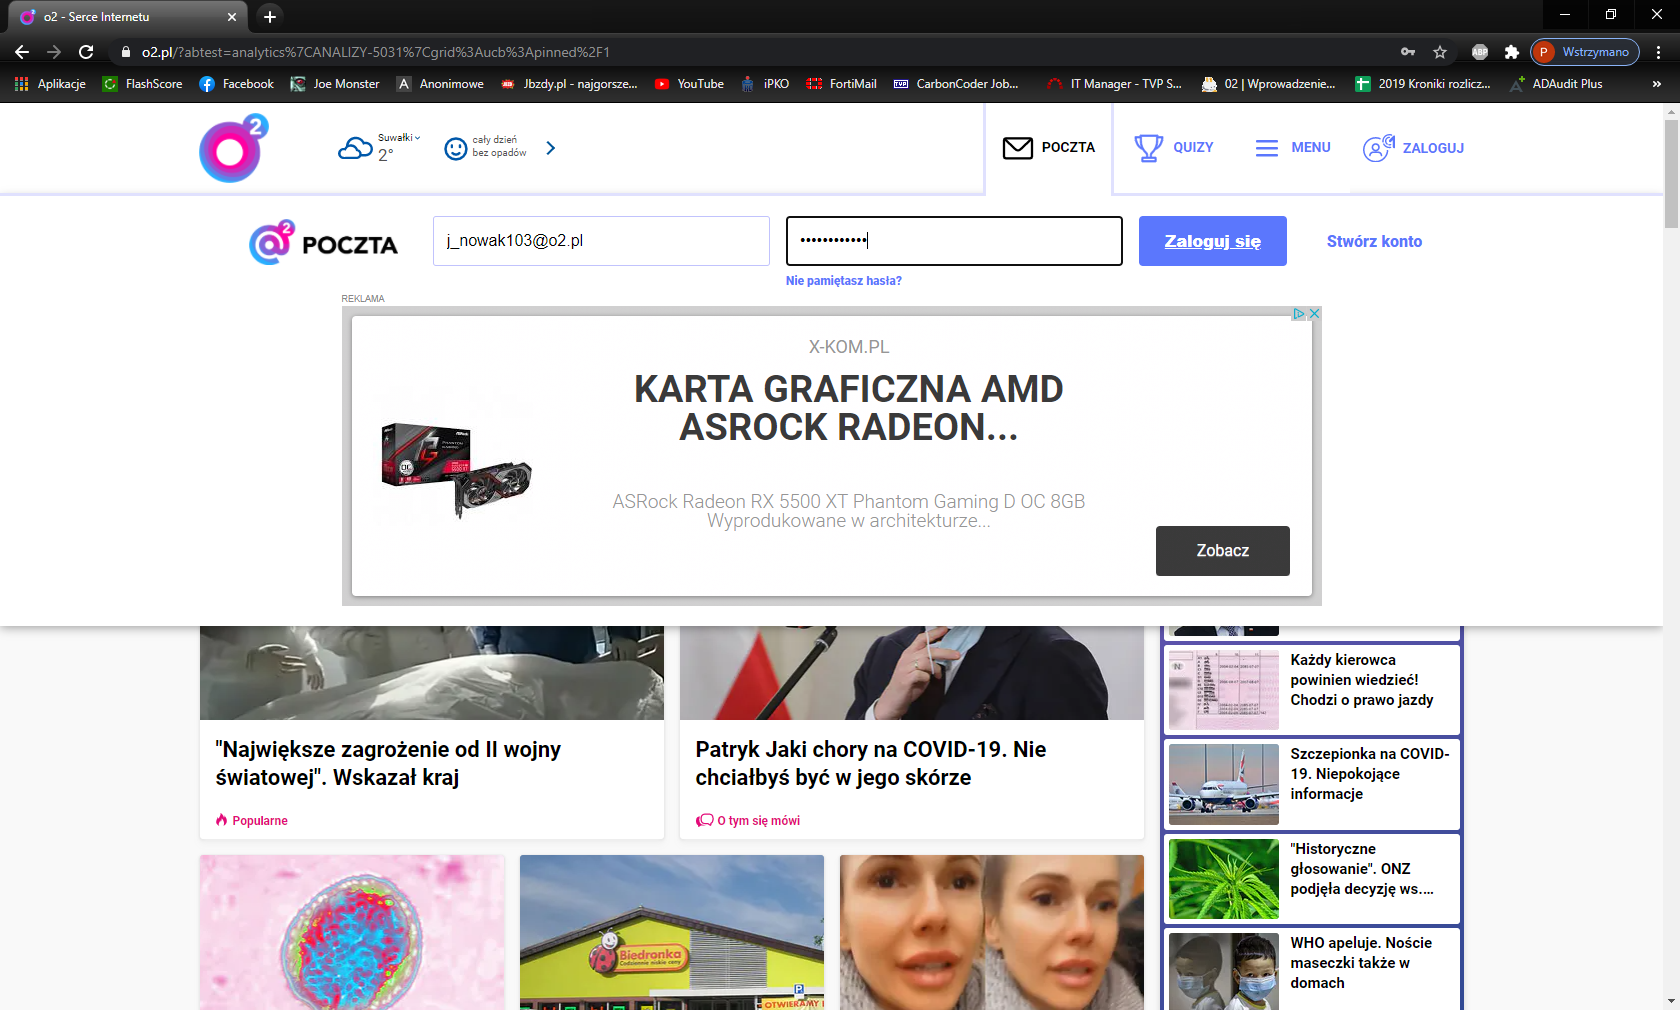 o2 - Serce Internetu
o2.pl/?abtest=analytics%7CANALIZY-5031%7Cgrid%3Aucb%3Apinned%2F1
ABP
P Wstrzymano
Aplikacje FlashScore Facebook Joe Monster A Anonimowe Jbzdy.pl - najgorsze... YouTube iPKO FortiMail CarbonCoder Job... IT Manager - TVP S... 02 | Wprowadzenie... 2019 Kroniki rozlicz... ADAudit Plus »
2
Suwałki
2°
cały dzień
bez opadów
POCZTA
QUIZY
MENU
ZALOGUJ
@2 POCZTA
j_nowak103@o2.pl
••••••••••••
Zaloguj się
Stwórz konto
Nie pamiętasz hasła?
REKLAMA
X-KOM.PL
KARTA GRAFICZNA AMD
ASROCK RADEON...
ASRock Radeon RX 5500 XT Phantom Gaming D OC 8GB
Wyprodukowane w architekturze...
Zobacz
"Największe zagrożenie od II wojny
światowej". Wskazał kraj
Popularne
Patryk Jaki chory na COVID-19. Nie
chciałbyś być w jego skórze
O tym się mówi
Każdy kierowca
powinien wiedzieć!
Chodzi o prawo jazdy
Szczepionka na COVID-
19. Niepokojące
informacje
"Historyczne
głosowanie". ONZ
podjęła decyzję ws....
WHO apeluje. Noście
maseczki także w
domach
Biedronka
Codziennie niskie ceny
P
OTWIERAMY